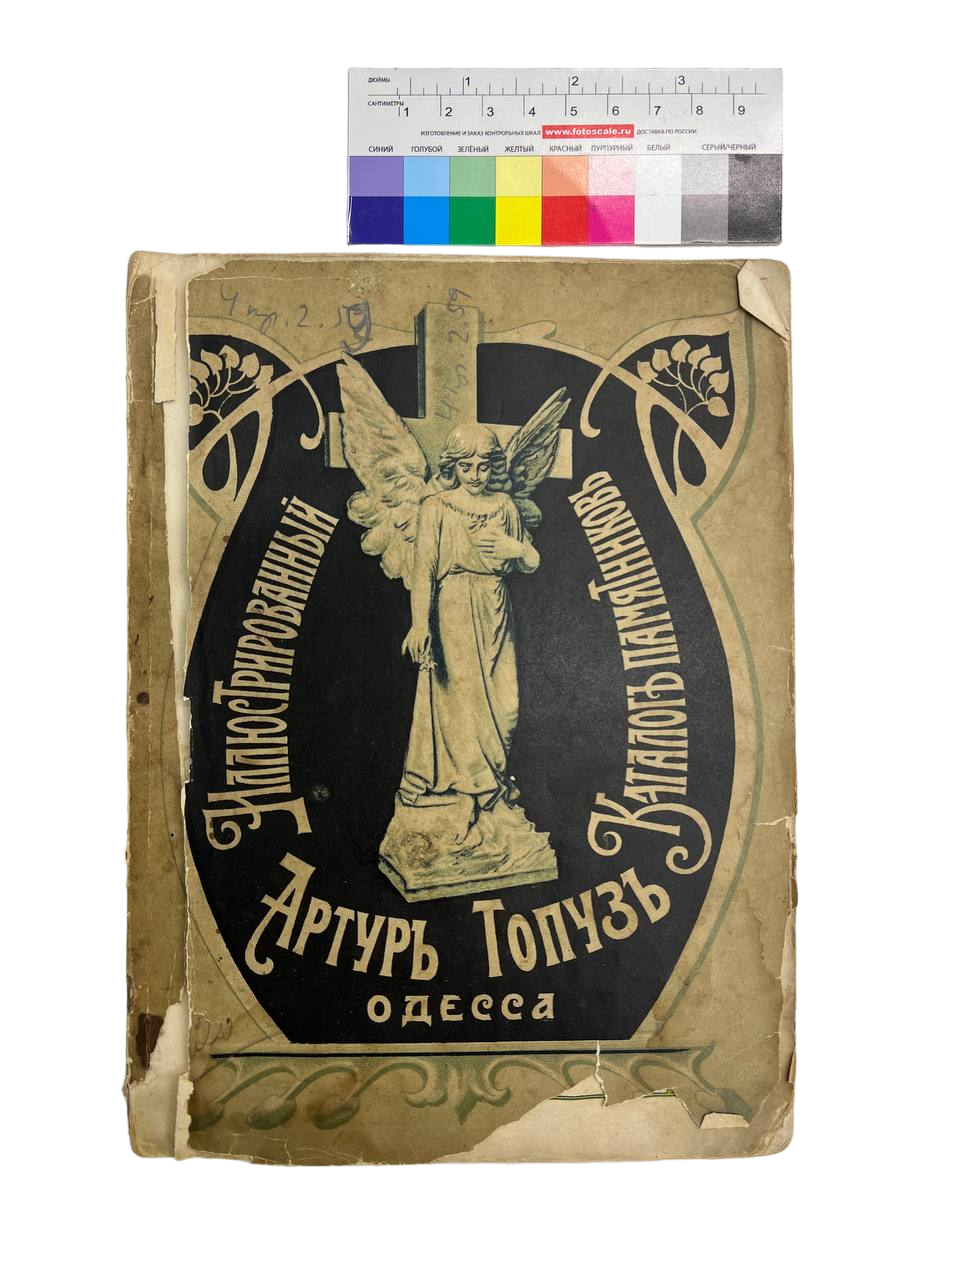 ДЮЙМЫ 1 2 3
САНТИМЕТРЫ 1 2 3 4 5 6 7 8 9
ИЗГОТОВЛЕНИЕ И ЗАКАЗ КОНТРОЛЬНЫХ ШКАЛ www.fotoscale.ru ДОСТАВКА ПО РОССИИ
СИНИЙ ГОЛУБОЙ ЗЕЛЁНЫЙ ЖЕЛТЫЙ КРАСНЫЙ ПУРПУРНЫЙ БЕЛЫЙ СЕРЫЙ/ЧЕРНЫЙ
Иллюстрированный
Каталогъ памятниковъ
Артуръ Топузъ
Одесса